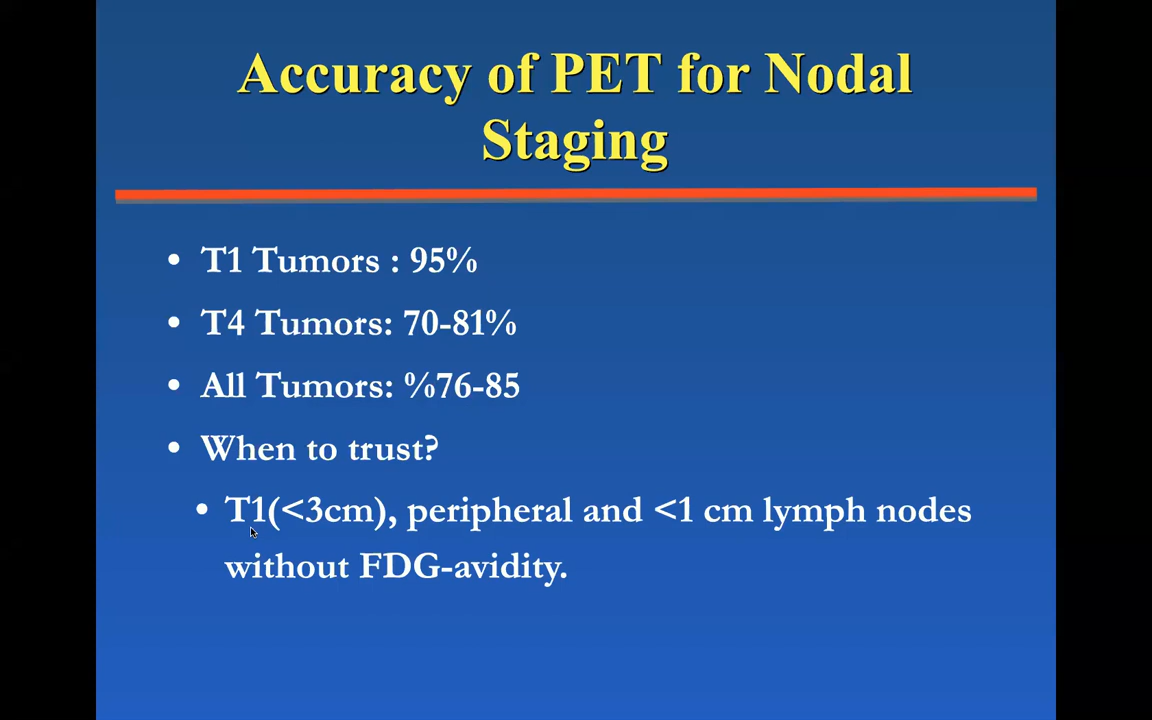 Accuracy of PET for Nodal
Staging
• T1 Tumors : 95%
• T4 Tumors: 70-81%
• All Tumors: %76-85
• When to trust?
• T1(<3cm), peripheral and <1 cm lymph nodes
without FDG-avidity.